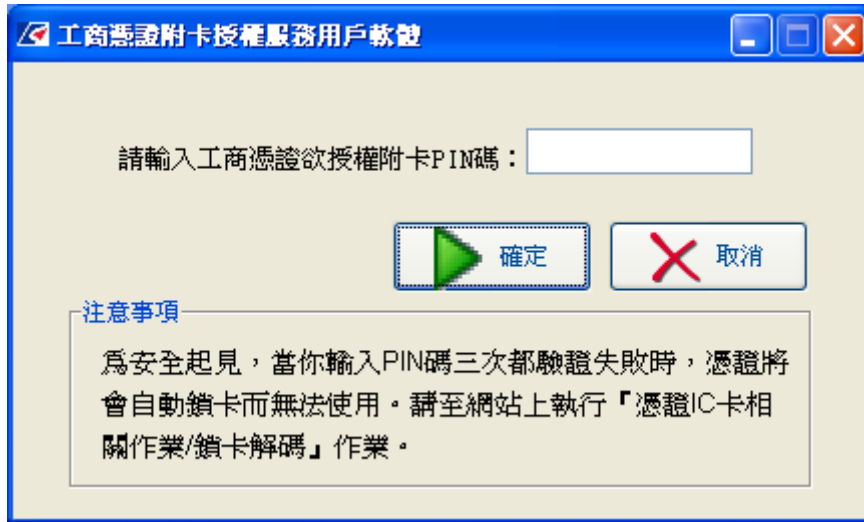 工商憑證附卡授權服務用戶軟體
請輸入工商憑證欲授權附卡PIN碼：
確定
取消
注意事項
為安全起見，當你輸入PIN碼三次都驗證失敗時，憑證將
會自動鎖卡而無法使用。請至網站上執行「憑證IC卡相
關作業/鎖卡解碼」作業。